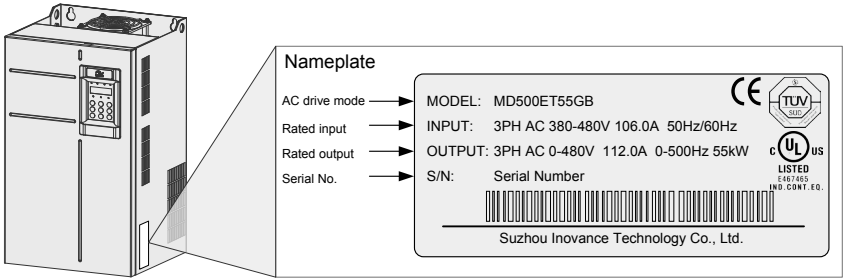 Nameplate
AC drive mode
Rated input
Rated output
Serial No.
MODEL: MD500ET55GB
INPUT: 3PH AC 380-480V 106.0A 50Hz/60Hz
OUTPUT: 3PH AC 0-480V 112.0A 0-500Hz 55kW
S/N: Serial Number
Suzhou Inovance Technology Co., Ltd.
CE
TÜV
SUD
C UL US
LISTED
E467465
IND.CONT.EQ.